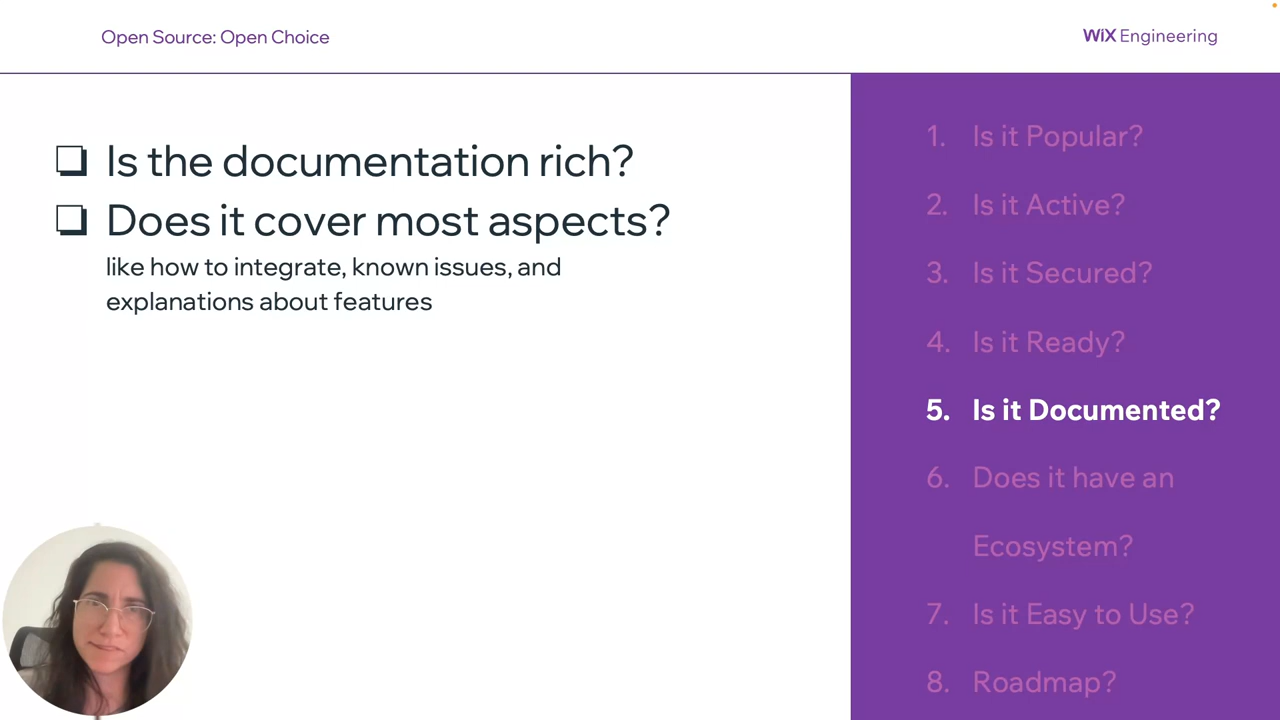 Open Source: Open Choice
WiX Engineering
❏ Is the documentation rich?
❏ Does it cover most aspects?
like how to integrate, known issues, and
explanations about features
1. Is it Popular?
2. Is it Active?
3. Is it Secured?
4. Is it Ready?
5. Is it Documented?
6. Does it have an
Ecosystem?
7. Is it Easy to Use?
8. Roadmap?